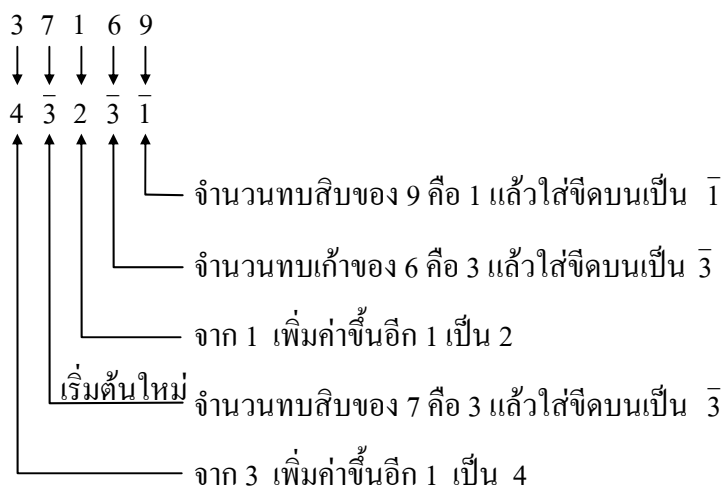 3 7 1 6 9
4 3̅ 2 3̅ 1̅
จำนวนทบสิบของ 9 คือ 1 แล้วใส่ขีดบนเป็น 1̅
จำนวนทบเก้าของ 6 คือ 3 แล้วใส่ขีดบนเป็น 3̅
จาก 1 เพิ่มค่าขึ้นอีก 1 เป็น 2
เริ่มต้นใหม่ จำนวนทบสิบของ 7 คือ 3 แล้วใส่ขีดบนเป็น 3̅
จาก 3 เพิ่มค่าขึ้นอีก 1 เป็น 4